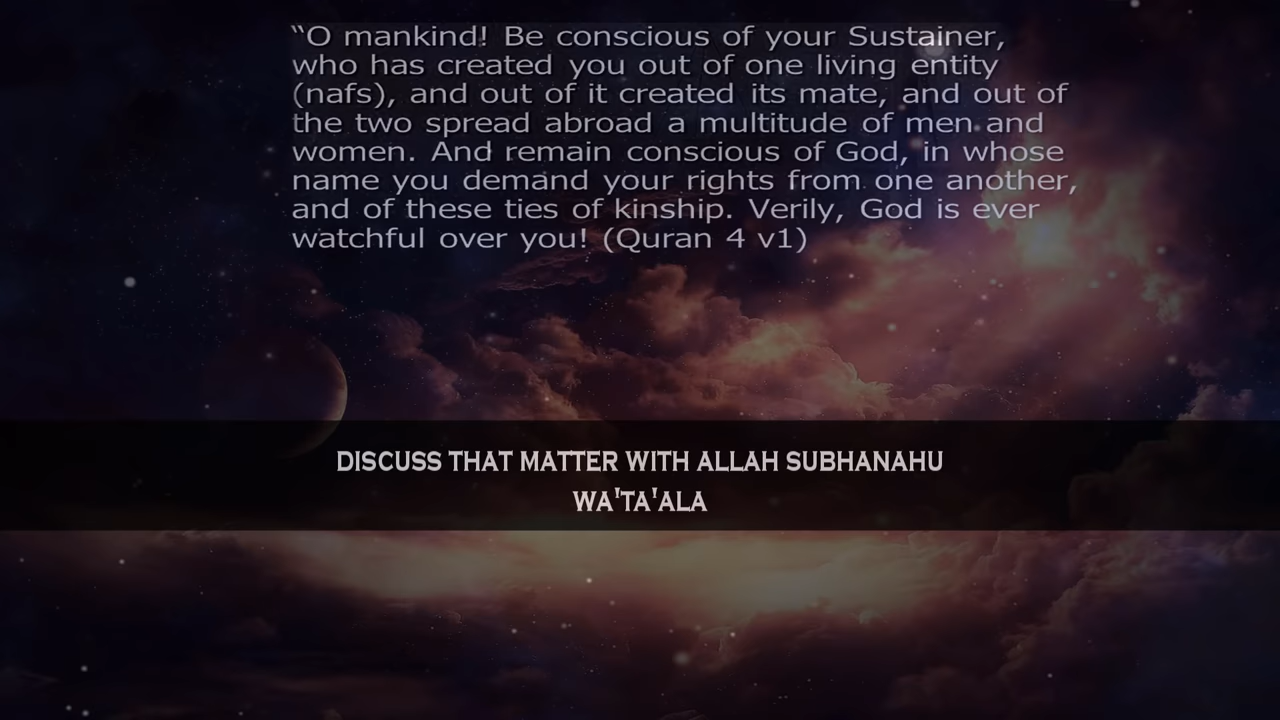 “O mankind! Be conscious of your Sustainer,
who has created you out of one living entity
(nafs), and out of it created its mate, and out of
the two spread abroad a multitude of men and
women. And remain conscious of God, in whose
name you demand your rights from one another,
and of these ties of kinship. Verily, God is ever
watchful over you! (Quran 4 v1)
DISCUSS THAT MATTER WITH ALLAH SUBHANAHU
WA'TA'ALA